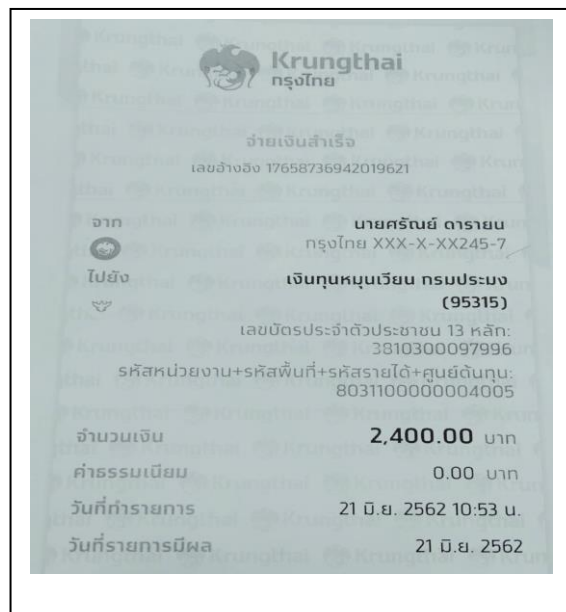 Krungthai
กรุงไทย
จ่ายเงินสำเร็จ
เลขอ้างอิง 17658736942019621
จาก นายศรัณย์ ดารายน
กรุงไทย XXX-X-XX245-7
ไปยัง เงินทุนหมุนเวียน กรมประมง
(95315)
เลขบัตรประจำตัวประชาชน 13 หลัก:
3810300097996
รหัสหน่วยงาน+รหัสพื้นที่+รหัสรายได้+ศูนย์ต้นทุน:
8031100000004005
จำนวนเงิน 2,400.00 บาท
ค่าธรรมเนียม 0.00 บาท
วันที่ทำรายการ 21 มิ.ย. 2562 10:53 น.
วันที่รายการมีผล 21 มิ.ย. 2562